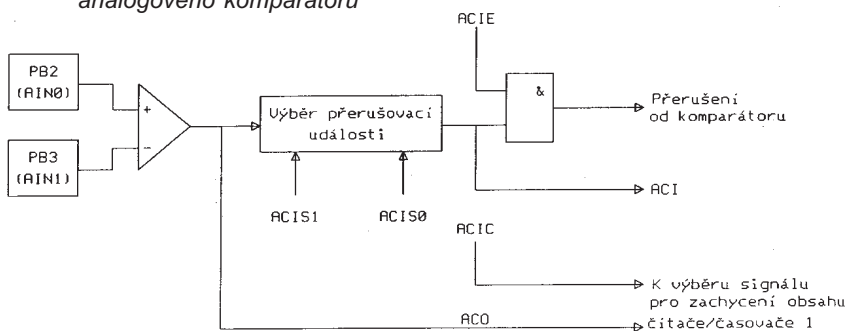 analogového komparátoru
ACIE
PB2
(AIN0)
+
&
Výběr přerušovací
události
Přerušení
od komparátoru
PB3
(AIN1)
–
ACI
ACIS1
ACIS0
ACIC
K výběru signálu
pro zachycení obsahu
čítače/časovače 1
ACO